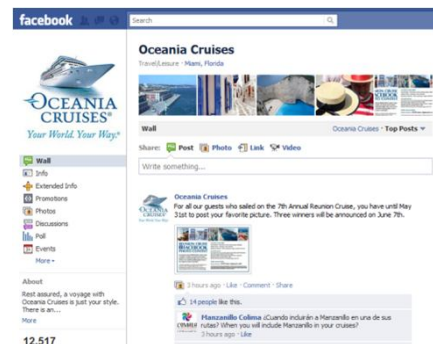 facebook
Search
OCEANIA
CRUISES®
Your World. Your Way.®
Wall
Info
Extended Info
Promotions
Photos
Discussions
Poll
Events
More
About
Rest assured, a voyage with
Oceania Cruises is just your style.
There is an...
More
12,517
Oceania Cruises
Travel/Leisure · Miami, Florida
Wall
Oceania Cruises · Top Posts
Share: Post Photo Link Video
Write something...
Oceania Cruises
For all our guests who sailed on the 7th Annual Reunion Cruise, you have until May
31st to post your favorite picture. Three winners will be announced on June 7th.
3 hours ago · Like · Comment · Share
14 people like this.
Manzanillo Colima ¿Cuando incluirán a Manzanillo en una de sus
rutas? When you will include Manzanillo in your cruises?
3 hours ago · Like